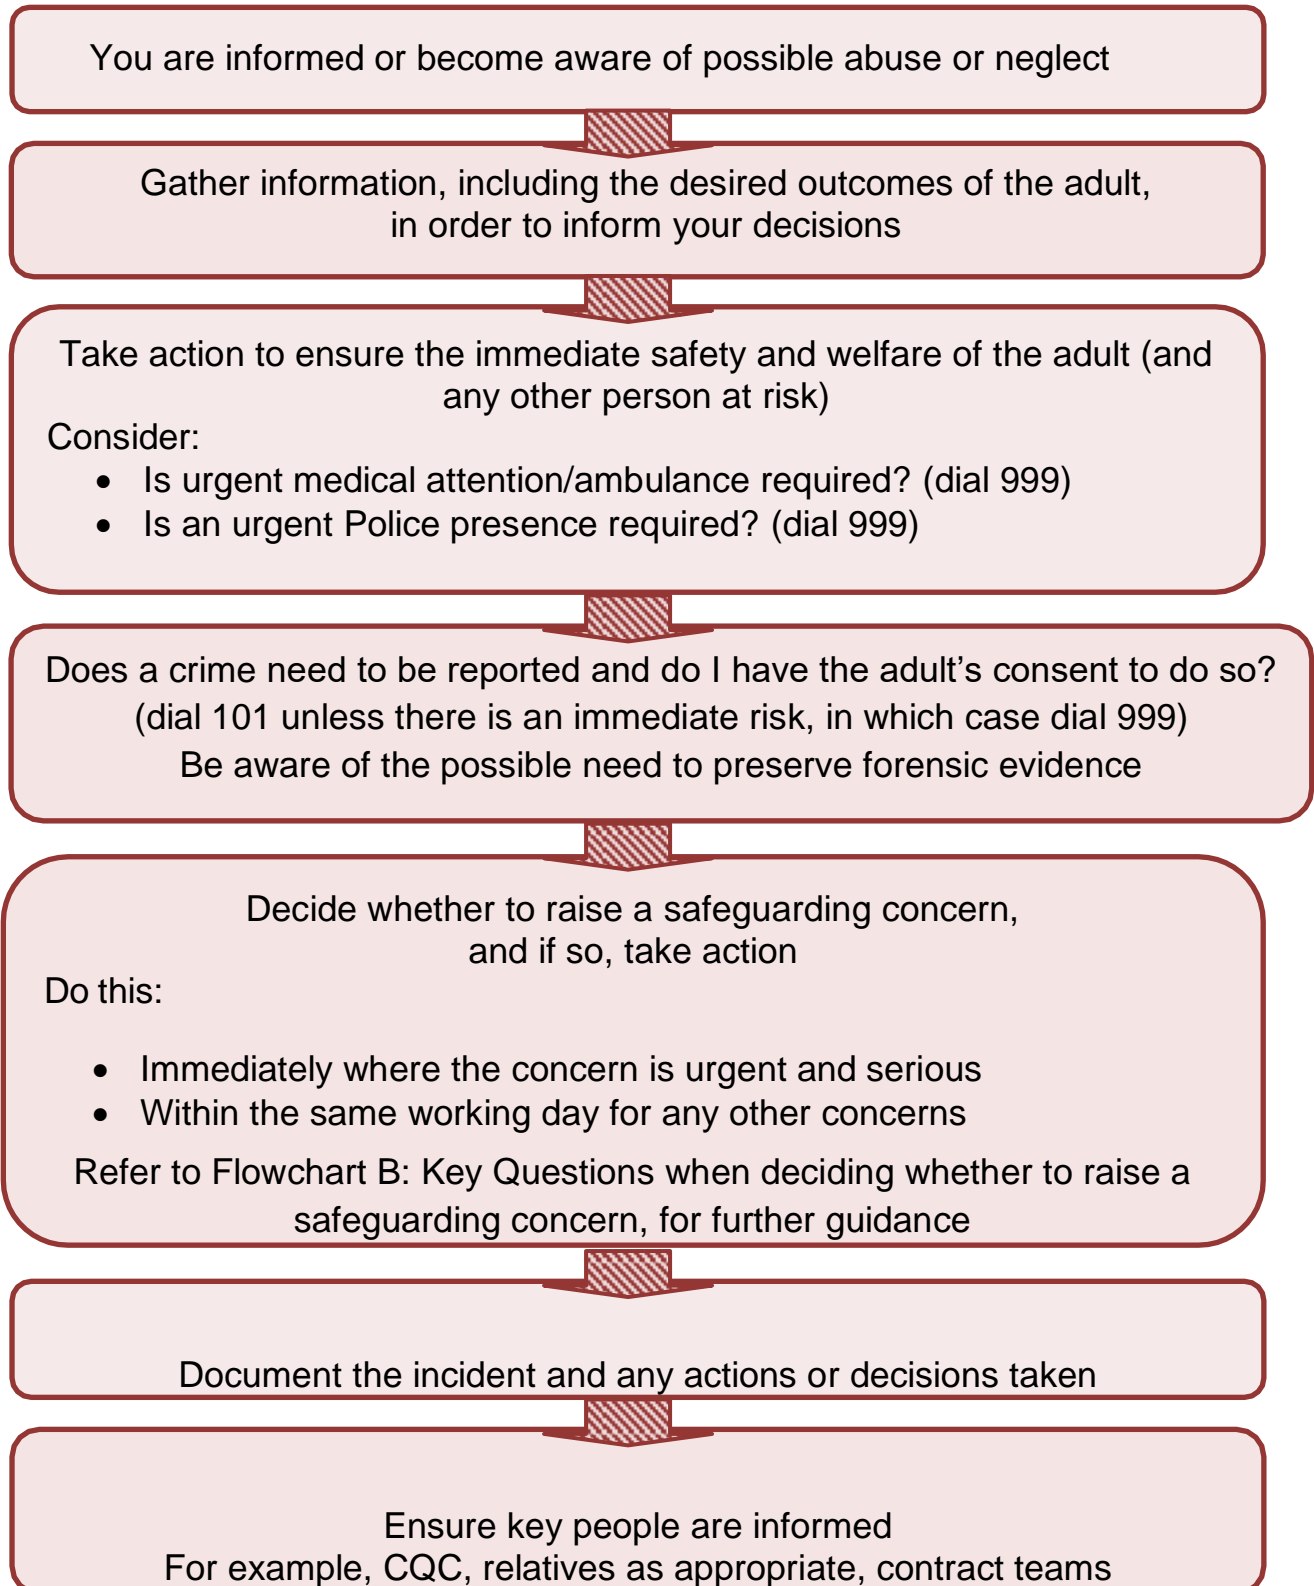 You are informed or become aware of possible abuse or neglect
Gather information, including the desired outcomes of the adult,
in order to inform your decisions
Take action to ensure the immediate safety and welfare of the adult (and
any other person at risk)
Consider:
• Is urgent medical attention/ambulance required? (dial 999)
• Is an urgent Police presence required? (dial 999)
Does a crime need to be reported and do I have the adult’s consent to do so?
(dial 101 unless there is an immediate risk, in which case dial 999)
Be aware of the possible need to preserve forensic evidence
Decide whether to raise a safeguarding concern,
and if so, take action
Do this:
• Immediately where the concern is urgent and serious
• Within the same working day for any other concerns
Refer to Flowchart B: Key Questions when deciding whether to raise a
safeguarding concern, for further guidance
Document the incident and any actions or decisions taken
Ensure key people are informed
For example, CQC, relatives as appropriate, contract teams